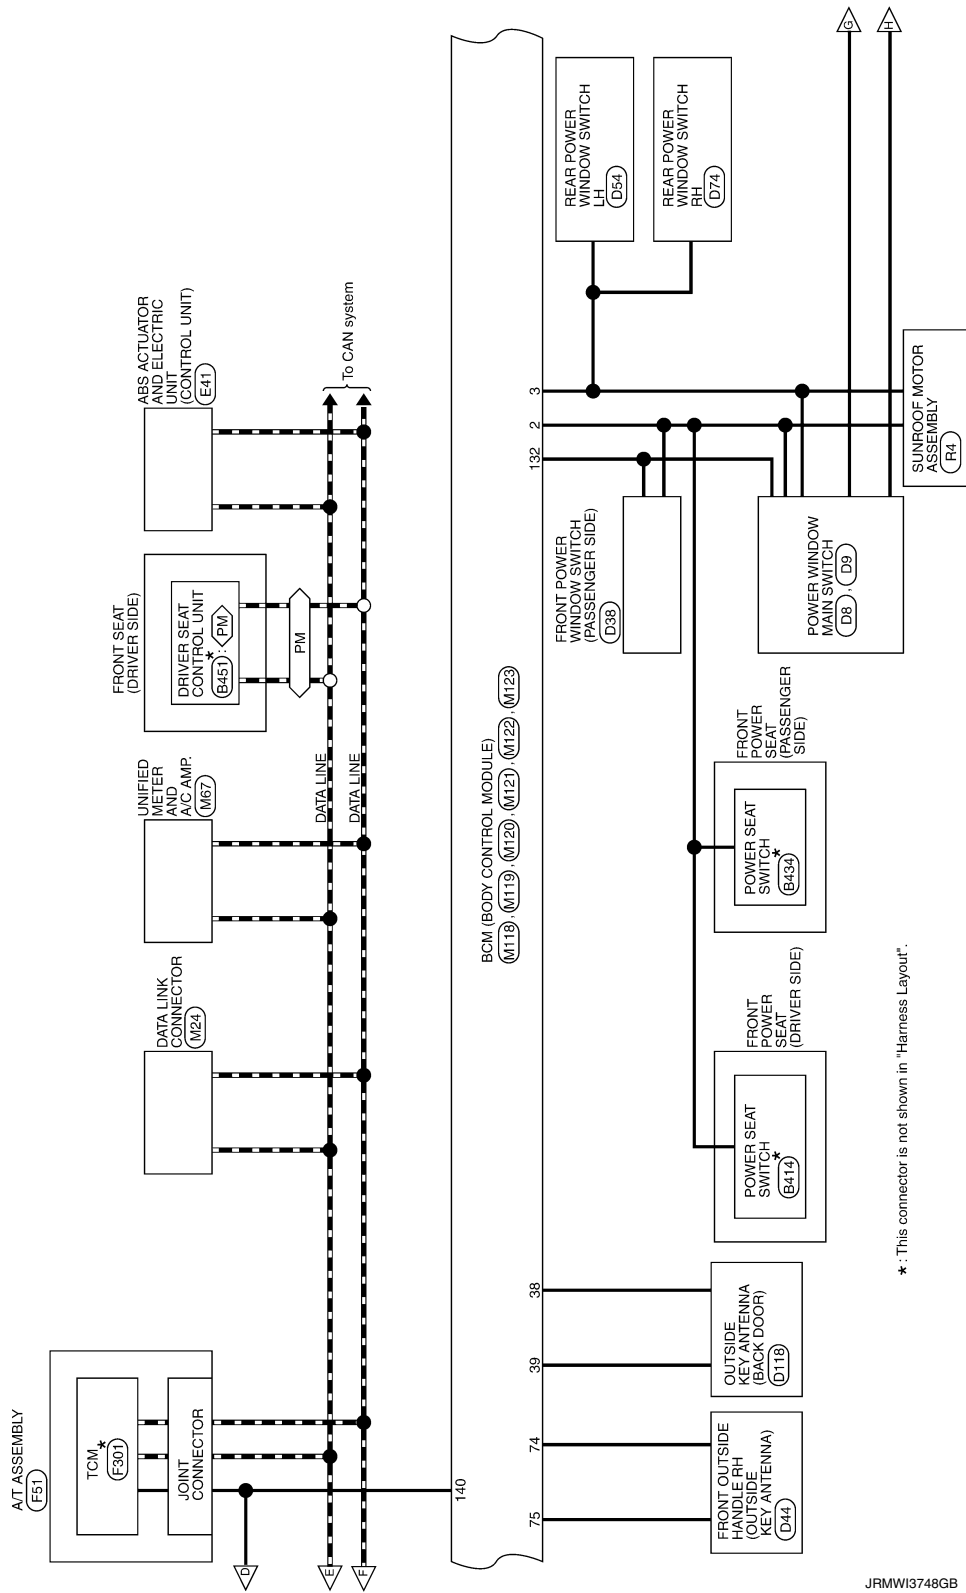 A/T ASSEMBLY
F51
TCM
*
F301
JOINT
CONNECTOR
D
E
F
140
DATA LINK
CONNECTOR
M24
UNIFIED
METER
AND
A/C AMP.
M67
DATA LINE
DATA LINE
FRONT SEAT
(DRIVER SIDE)
DRIVER SEAT
CONTROL UNIT
*
B451 : PM
PM
ABS ACTUATOR
AND ELECTRIC
UNIT
(CONTROL UNIT)
E41
To CAN system
BCM (BODY CONTROL MODULE)
M118 , M119 , M120 , M121 , M122 , M123
75
74
39
38
132
2
3
FRONT OUTSIDE
HANDLE RH
(OUTSIDE
KEY ANTENNA)
D44
OUTSIDE
KEY ANTENNA
(BACK DOOR)
D118
FRONT
POWER
SEAT
(DRIVER SIDE)
POWER SEAT
SWITCH
*
B414
FRONT
POWER
SEAT
(PASSENGER
SIDE)
POWER SEAT
SWITCH
*
B434
FRONT POWER
WINDOW SWITCH
(PASSENGER SIDE)
D38
POWER WINDOW
MAIN SWITCH
D8 , D9
REAR POWER
WINDOW SWITCH
LH
D54
REAR POWER
WINDOW SWITCH
RH
D74
SUNROOF MOTOR
ASSEMBLY
R4
G
H
* : This connector is not shown in "Harness Layout".
JRMWI3748GB